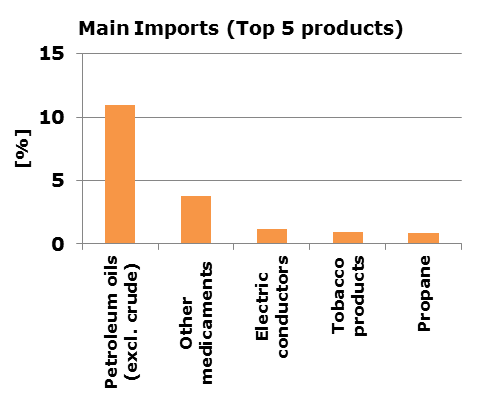 Main Imports (Top 5 products)
15
10
5
0
[%]
Petroleum oils
(excl. crude)
Other
medicaments
Electric
conductors
Tobacco
products
Propane